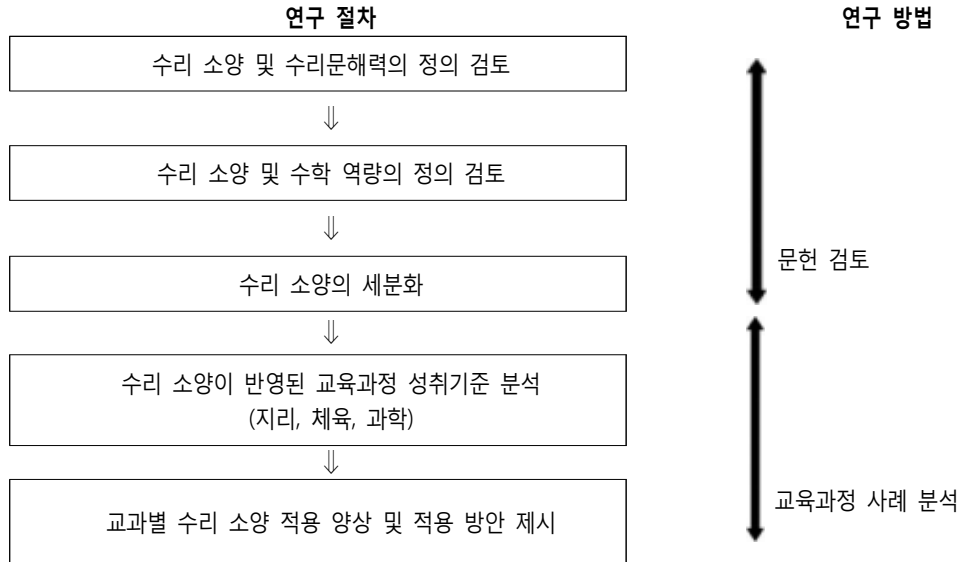 연구 절차
연구 방법
수리 소양 및 수리문해력의 정의 검토
⇓
수리 소양 및 수학 역량의 정의 검토
⇓
문헌 검토
수리 소양의 세분화
⇓
수리 소양이 반영된 교육과정 성취기준 분석
(지리, 체육, 과학)
⇓
교육과정 사례 분석
교과별 수리 소양 적용 양상 및 적용 방안 제시